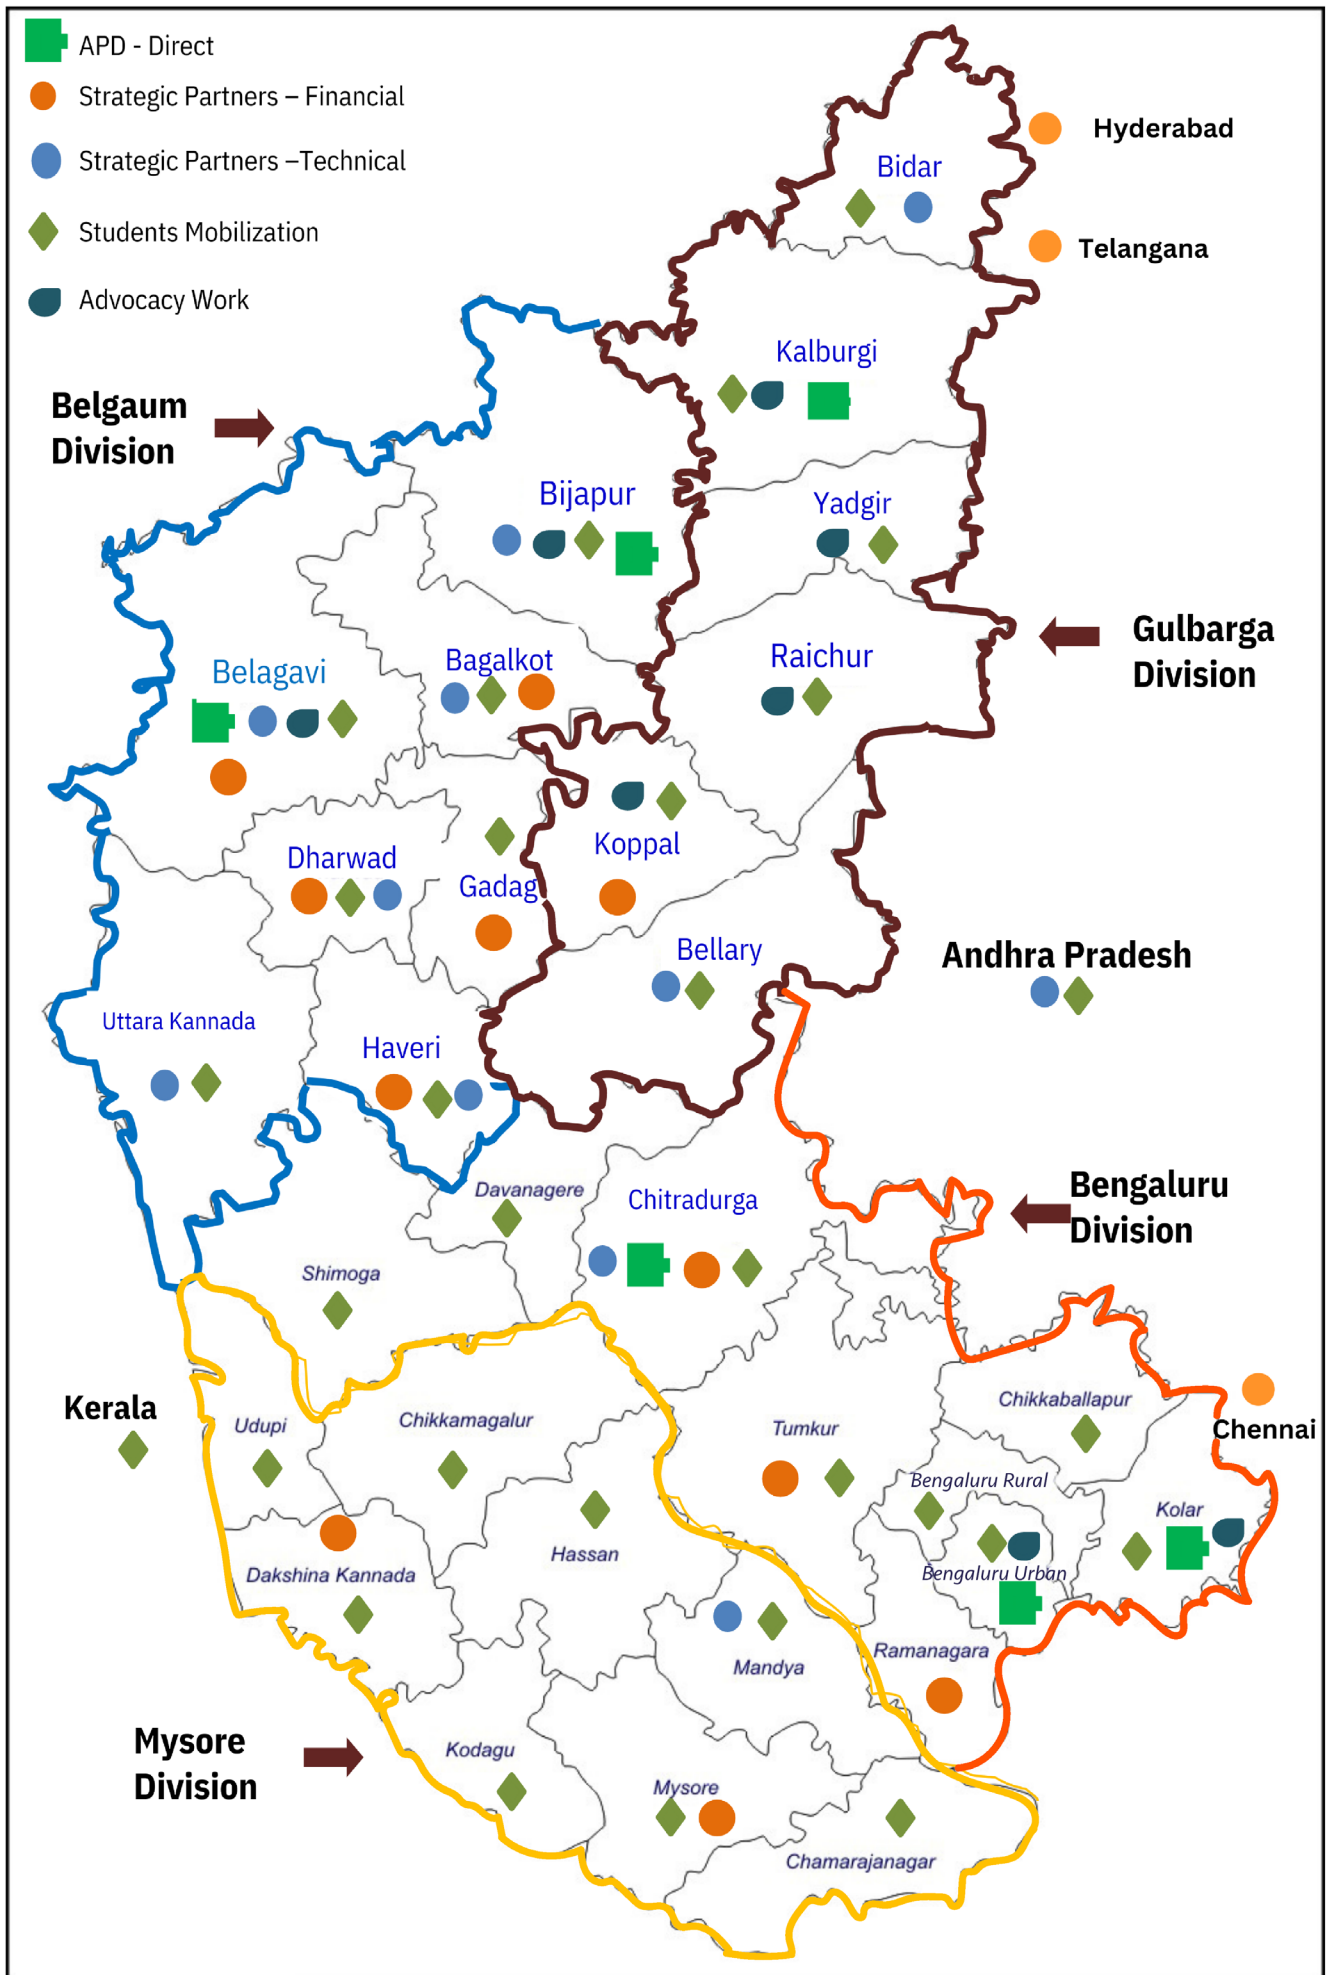 APD - Direct
Strategic Partners – Financial
Strategic Partners –Technical
Students Mobilization
Advocacy Work
Hyderabad
Bidar
Telangana
Kalburgi
Belgaum
Division
Bijapur
Yadgir
Gulbarga
Division
Belagavi
Bagalkot
Raichur
Dharwad
Gadag
Koppal
Bellary
Andhra Pradesh
Uttara Kannada
Haveri
Davanagere
Chitradurga
Bengaluru
Division
Shimoga
Kerala
Udupi
Chikkamagalur
Tumkur
Chikkaballapur
Chennai
Bengaluru Rural
Kolar
Hassan
Dakshina Kannada
Bengaluru Urban
Mandya
Ramanagara
Mysore
Division
Kodagu
Mysore
Chamarajanagar